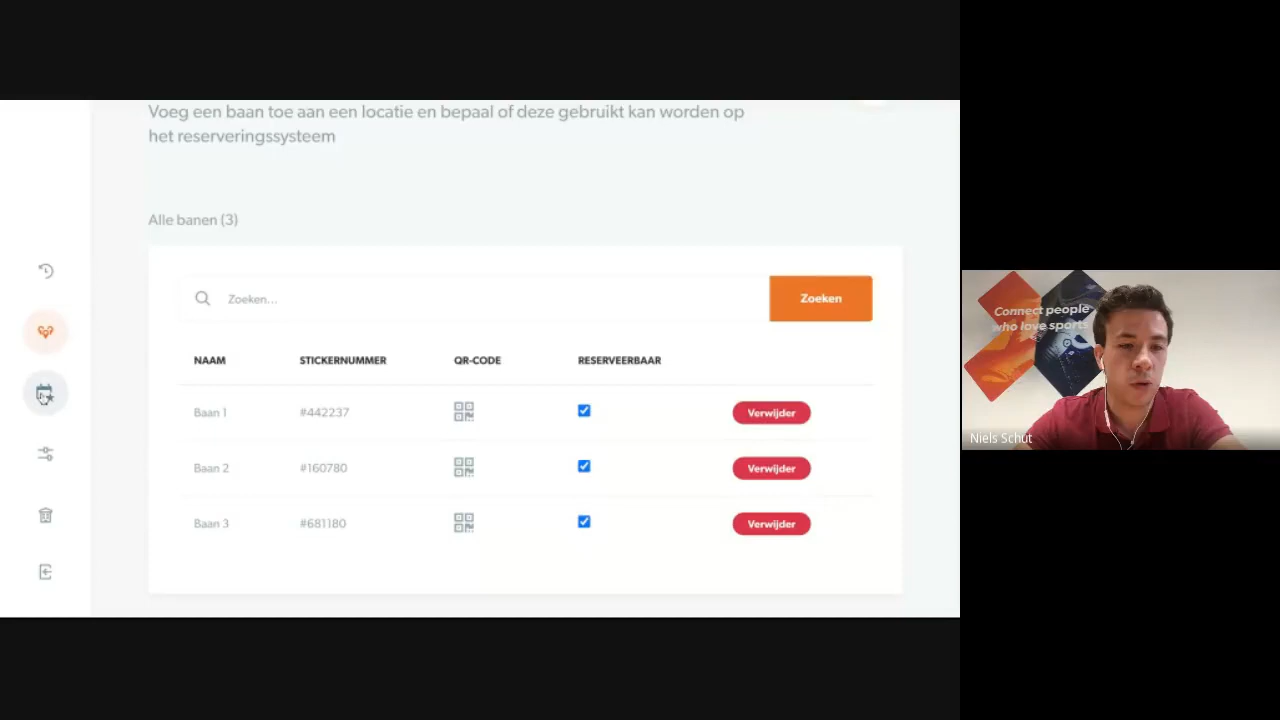 Voeg een baan toe aan een locatie en bepaal of deze gebruikt kan worden op
het reserveringssysteem
Alle banen (3)
Zoeken...
Zoeken
NAAM STICKERNUMMER QR-CODE RESERVEERBAAR
Baan 1 #442237 Verwijder
Baan 2 #160780 Verwijder
Baan 3 #681180 Verwijder
Connect people
who love sports
Niels Schut